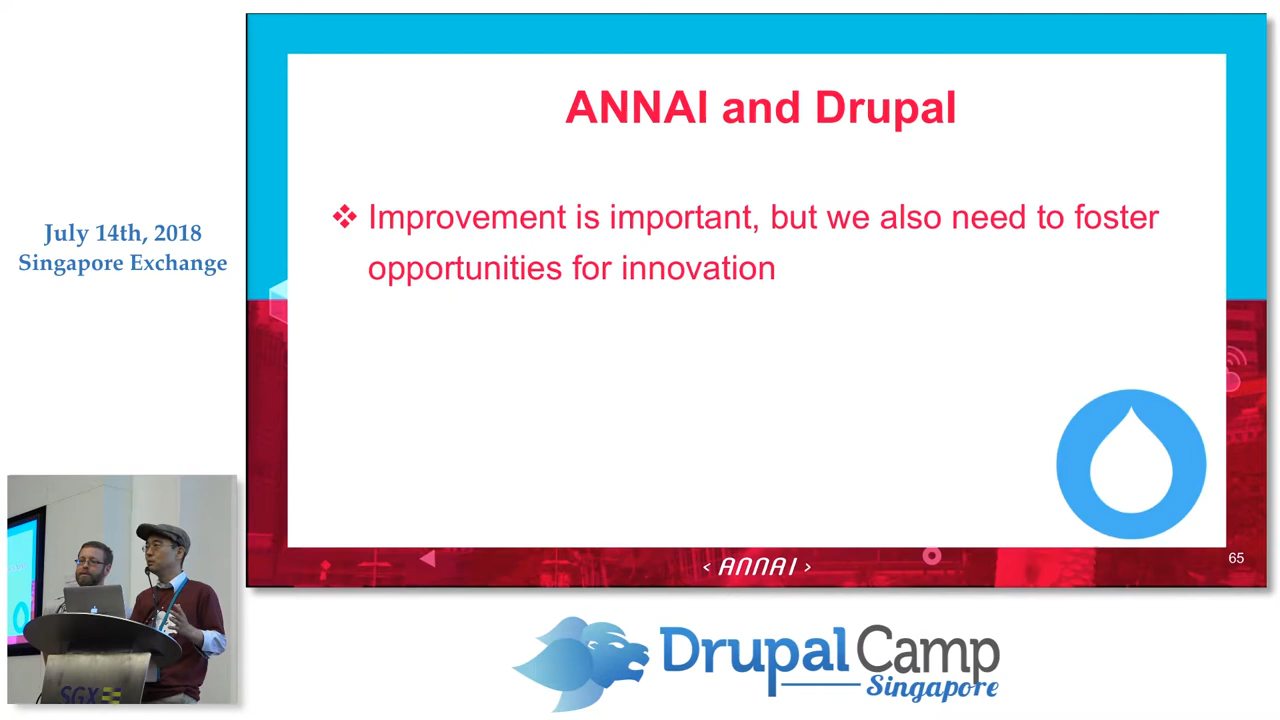 July 14th, 2018
Singapore Exchange
ANNAI and Drupal
❖ Improvement is important, but we also need to foster
opportunities for innovation
< ANNAI >
65
SGX
DrupalCamp
Singapore